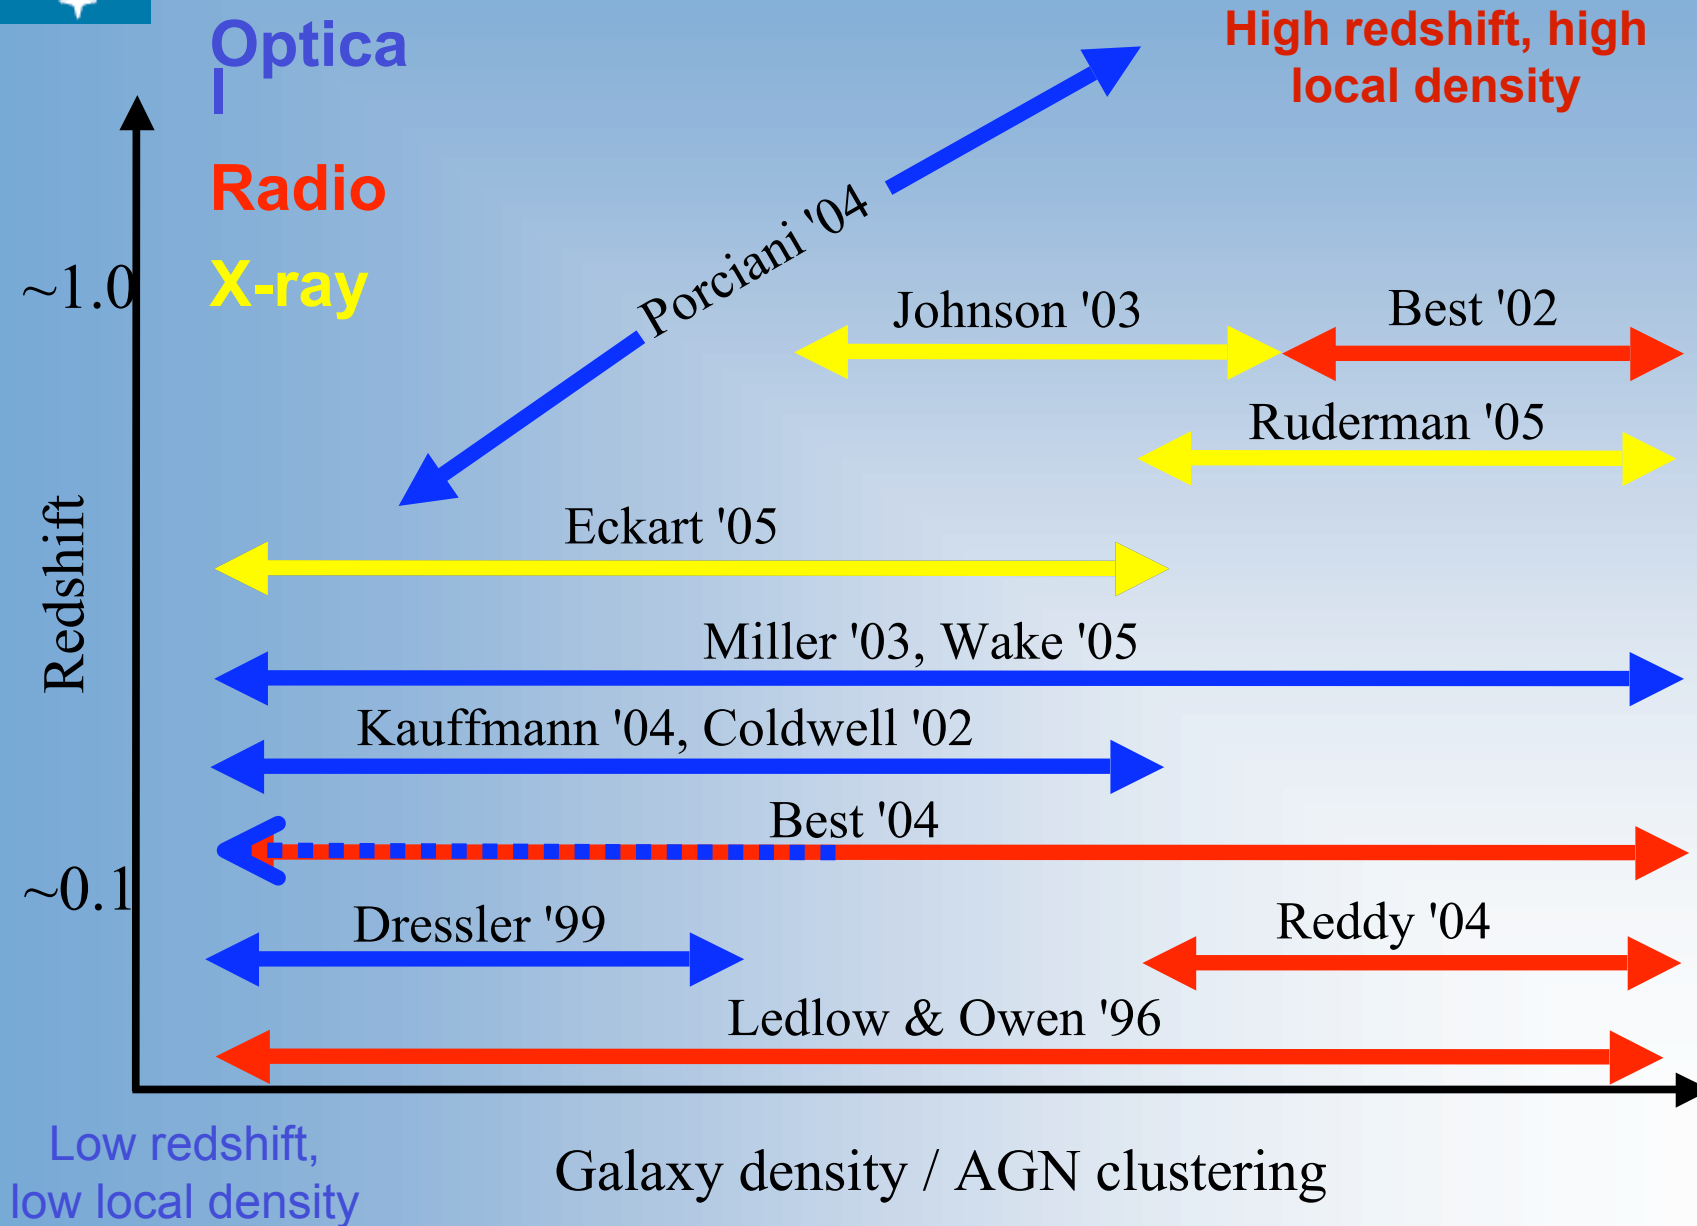 Optica
l
High redshift, high
local density
Radio
X-ray
Porciani '04
~1.0
Johnson '03
Best '02
Ruderman '05
Redshift
Eckart '05
Miller '03, Wake '05
Kauffmann '04, Coldwell '02
Best '04
~0.1
Dressler '99
Reddy '04
Ledlow & Owen '96
Low redshift,
low local density
Galaxy density / AGN clustering